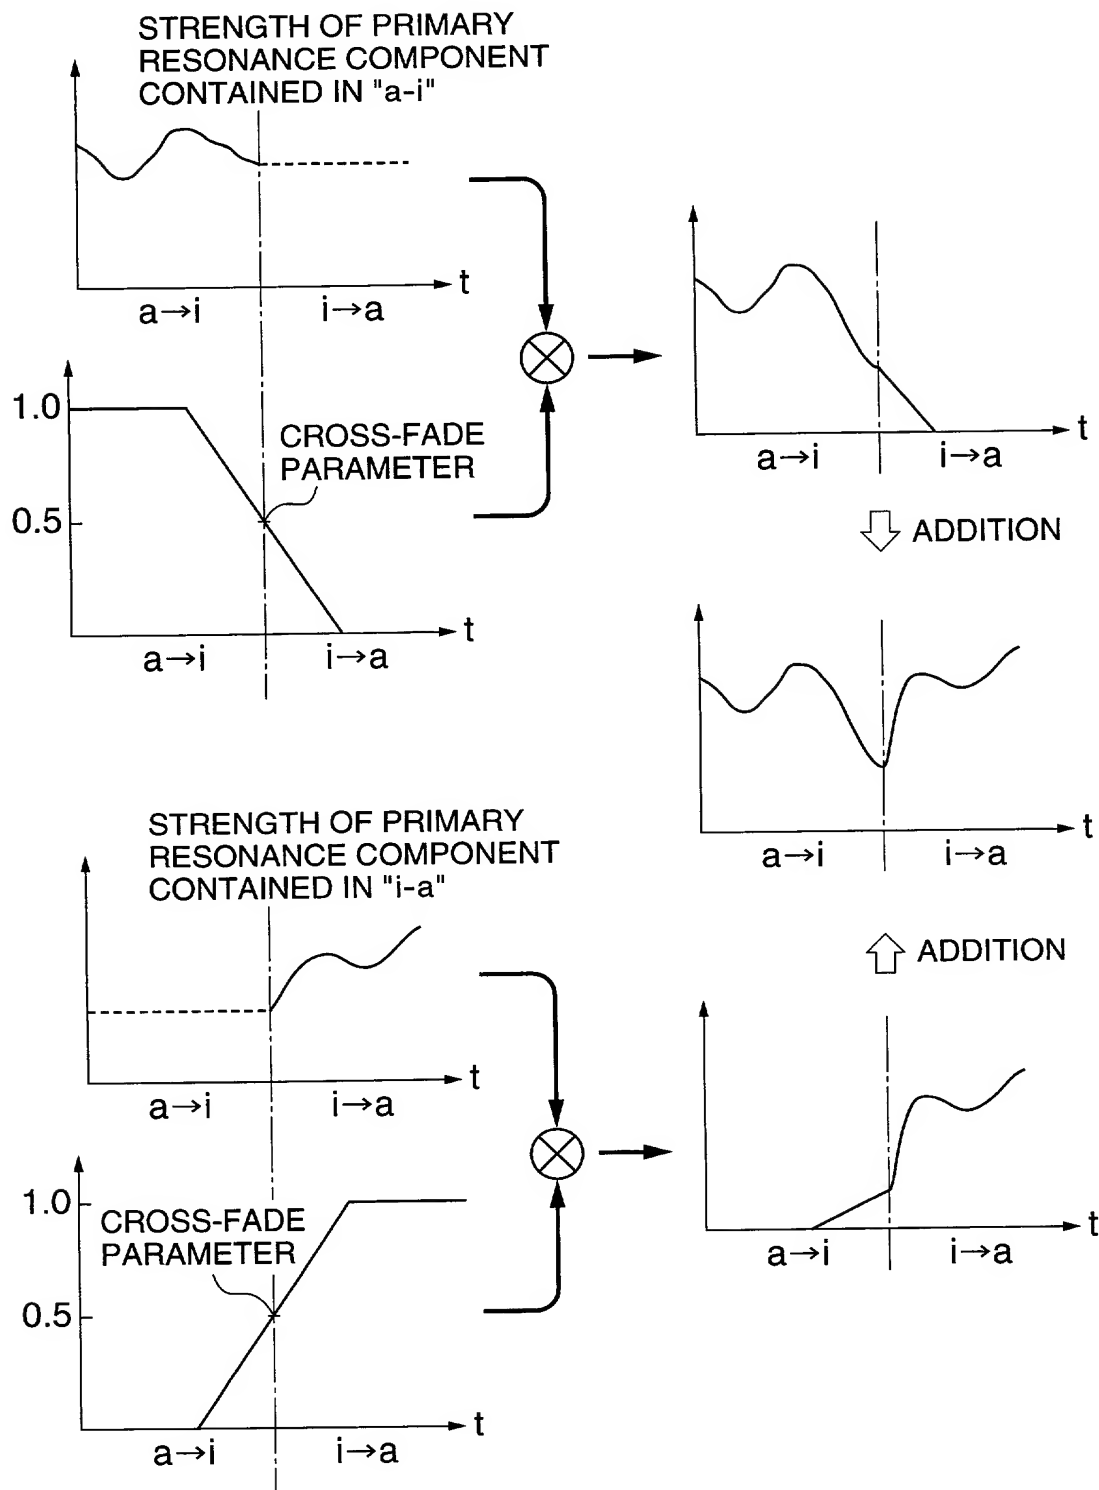 STRENGTH OF PRIMARY
RESONANCE COMPONENT
CONTAINED IN "a-i"
t
a→i
i→a
1.0
0.5
CROSS-FADE
PARAMETER
t
a→i
i→a
t
a→i
i→a
ADDITION
t
a→i
i→a
STRENGTH OF PRIMARY
RESONANCE COMPONENT
CONTAINED IN "i-a"
t
a→i
i→a
ADDITION
1.0
0.5
CROSS-FADE
PARAMETER
t
a→i
i→a
t
a→i
i→a